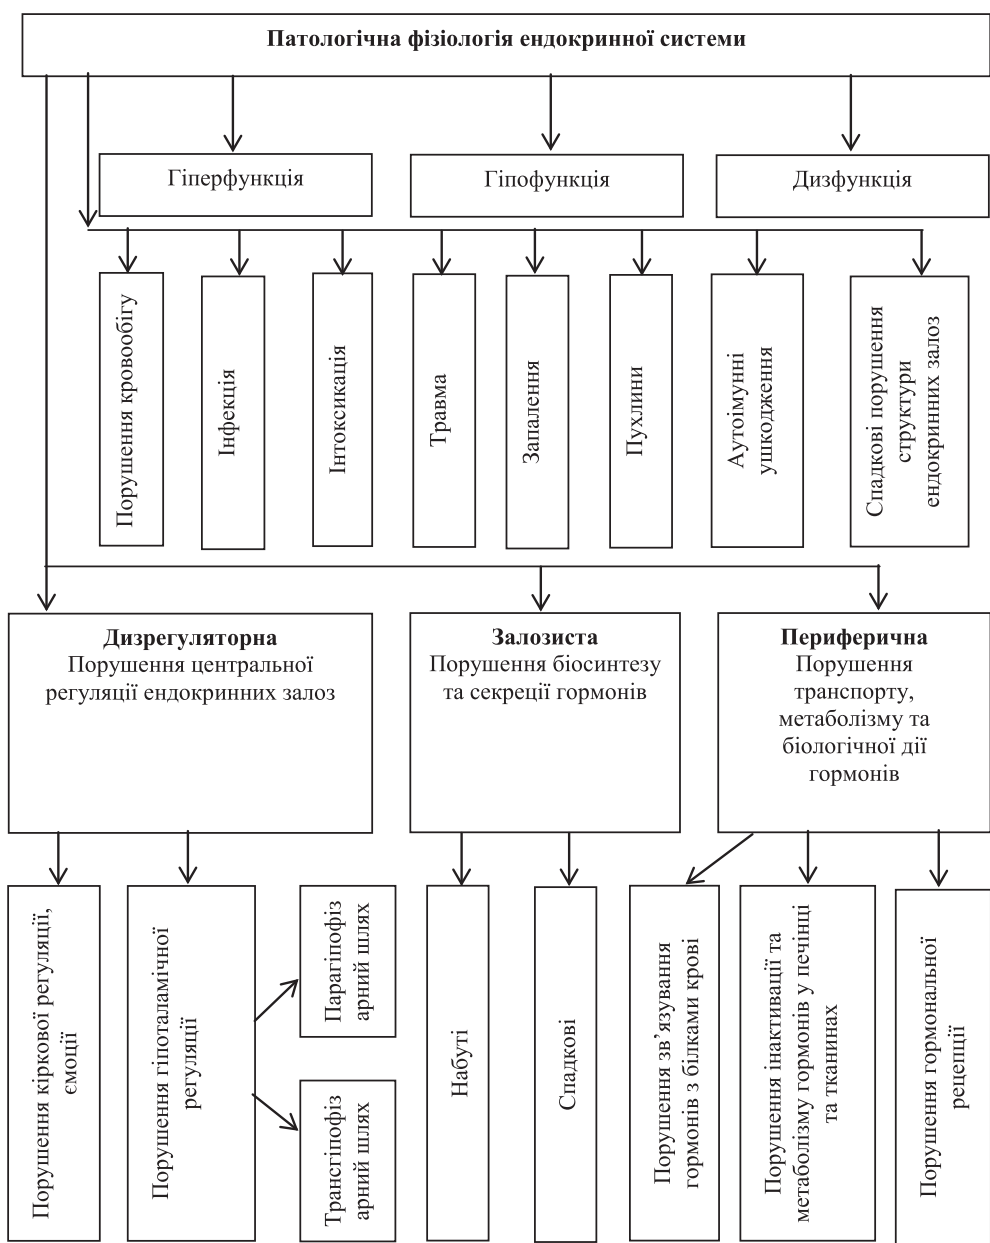 Патологічна фізіологія ендокринної системи
Гіперфункція
Гіпофункція
Дизфункція
Порушення кровообігу
Інфекція
Інтоксикація
Травма
Запалення
Пухлини
Аутоімунні
ушкодження
Спадкові порушення
структури
ендокринних залоз
Дизрегуляторна
Порушення центральної
регуляції ендокринних залоз
Залозиста
Порушення біосинтезу
та секреції гормонів
Периферична
Порушення
транспорту,
метаболізму та
біологічної дії
гормонів
Порушення кіркової регуляції,
ємоції
Порушення гіпоталамічної
регуляції
Парагіпофіз
арний шлях
Трансгіпофіз
арний шлях
Набуті
Спадкові
Порушення зв’язування
гормонів з білками крові
Порушення інактивації та
метаболізму гормонів у печінці
та тканинах
Порушення гормональної
рецепції